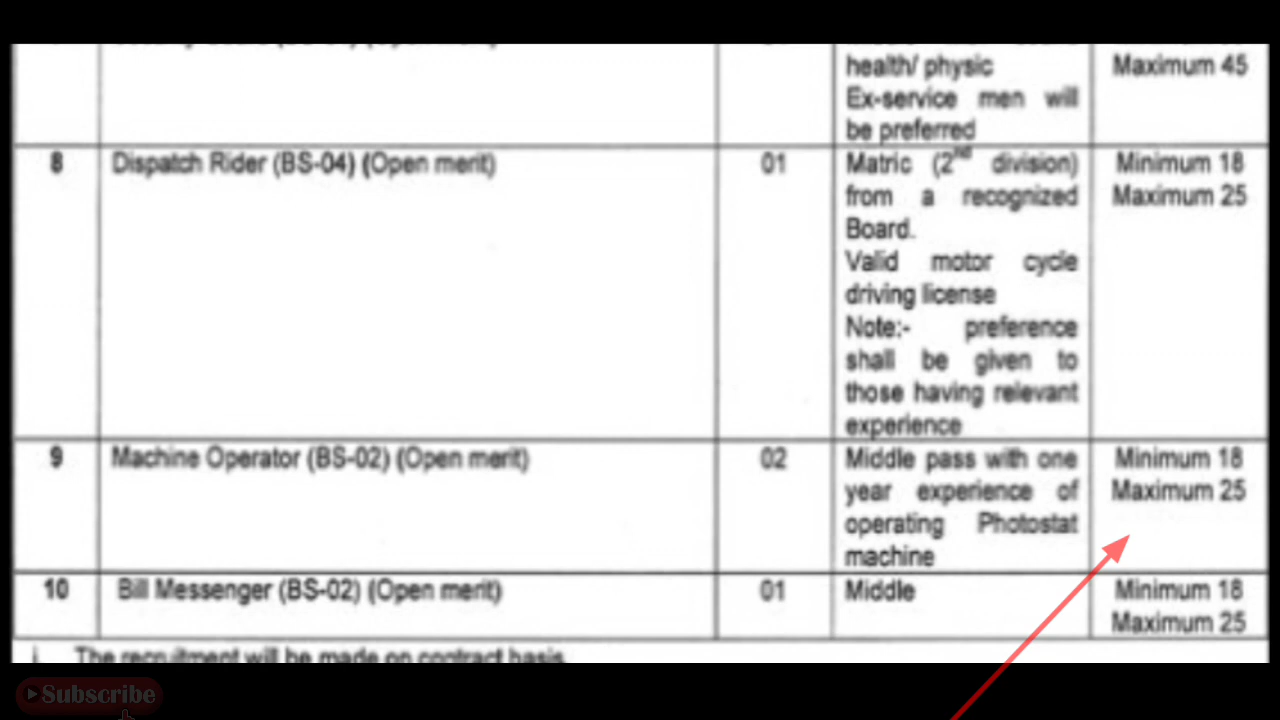 health/ physic
Maximum 45
Ex-service men will
be preferred
8 Dispatch Rider (BS-04) (Open merit) 01 Matric (2nd division) Minimum 18
from a recognized Maximum 25
Board.
Valid motor cycle
driving license
Note:- preference
shall be given to
those having relevant
experience
9 Machine Operator (BS-02) (Open merit) 02 Middle pass with one Minimum 18
year experience of Maximum 25
operating Photostat
machine
10 Bill Messenger (BS-02) (Open merit) 01 Middle Minimum 18
Maximum 25
i. The recruitment will be made on contract basis.
Subscribe